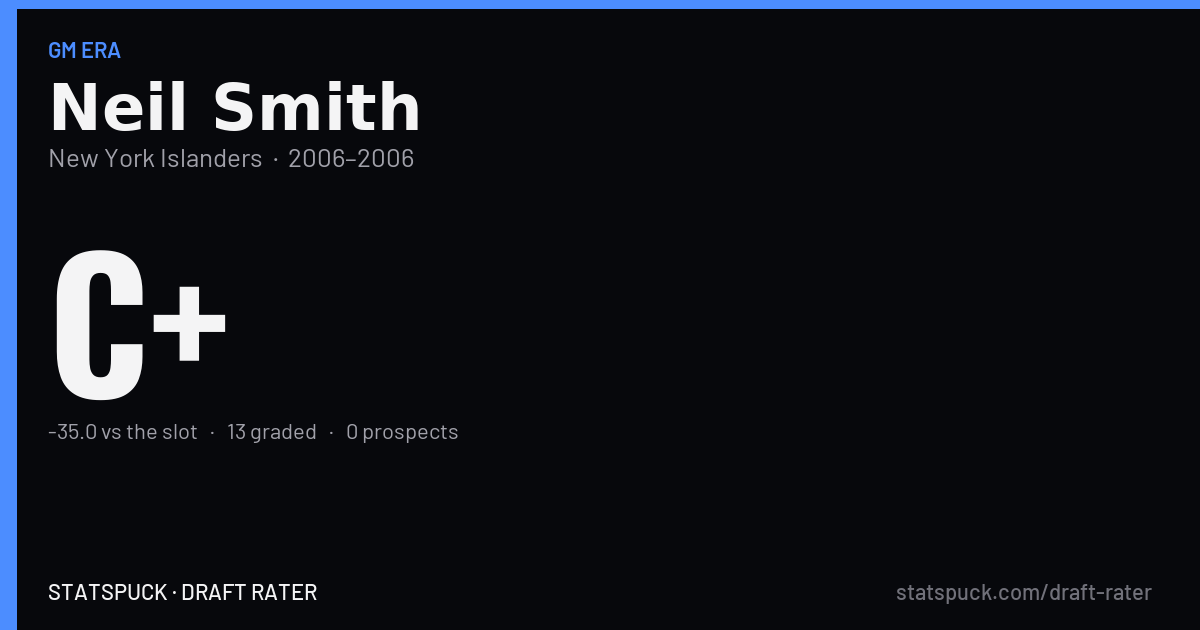 GM ERA
Neil Smith
New York Islanders · 2006–2006
C+
-35.0 vs the slot · 13 graded · 0 prospects
STATSPUCK · DRAFT RATER
statspuck.com/draft-rater